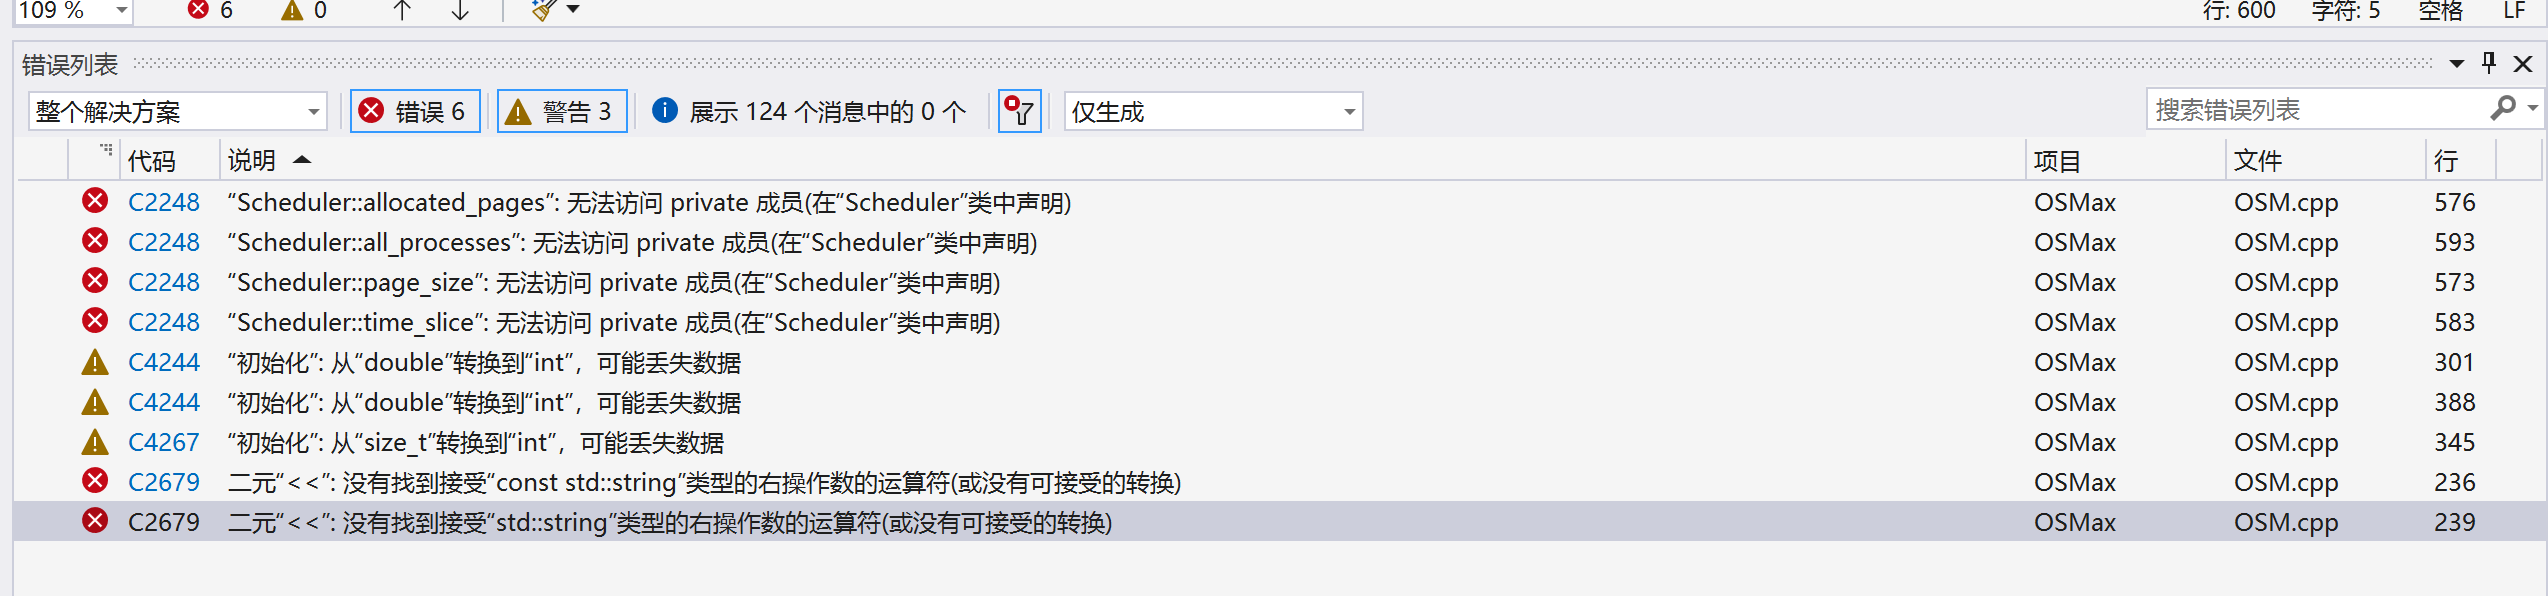 109 % 6 0 行: 600 字符: 5 空格 LF
错误列表
整个解决方案 错误 6 警告 3 展示 124 个消息中的 0 个 仅生成 搜索错误列表
代码 说明 项目 文件 行
C2248 “Scheduler::allocated_pages”: 无法访问 private 成员(在“Scheduler”类中声明) OSMax OSM.cpp 576
C2248 “Scheduler::all_processes”: 无法访问 private 成员(在“Scheduler”类中声明) OSMax OSM.cpp 593
C2248 “Scheduler::page_size”: 无法访问 private 成员(在“Scheduler”类中声明) OSMax OSM.cpp 573
C2248 “Scheduler::time_slice”: 无法访问 private 成员(在“Scheduler”类中声明) OSMax OSM.cpp 583
C4244 “初始化”: 从“double”转换到“int”，可能丢失数据 OSMax OSM.cpp 301
C4244 “初始化”: 从“double”转换到“int”，可能丢失数据 OSMax OSM.cpp 388
C4267 “初始化”: 从“size_t”转换到“int”，可能丢失数据 OSMax OSM.cpp 345
C2679 二元“<<”: 没有找到接受“const std::string”类型的右操作数的运算符(或没有可接受的转换) OSMax OSM.cpp 236
C2679 二元“<<”: 没有找到接受“std::string”类型的右操作数的运算符(或没有可接受的转换) OSMax OSM.cpp 239